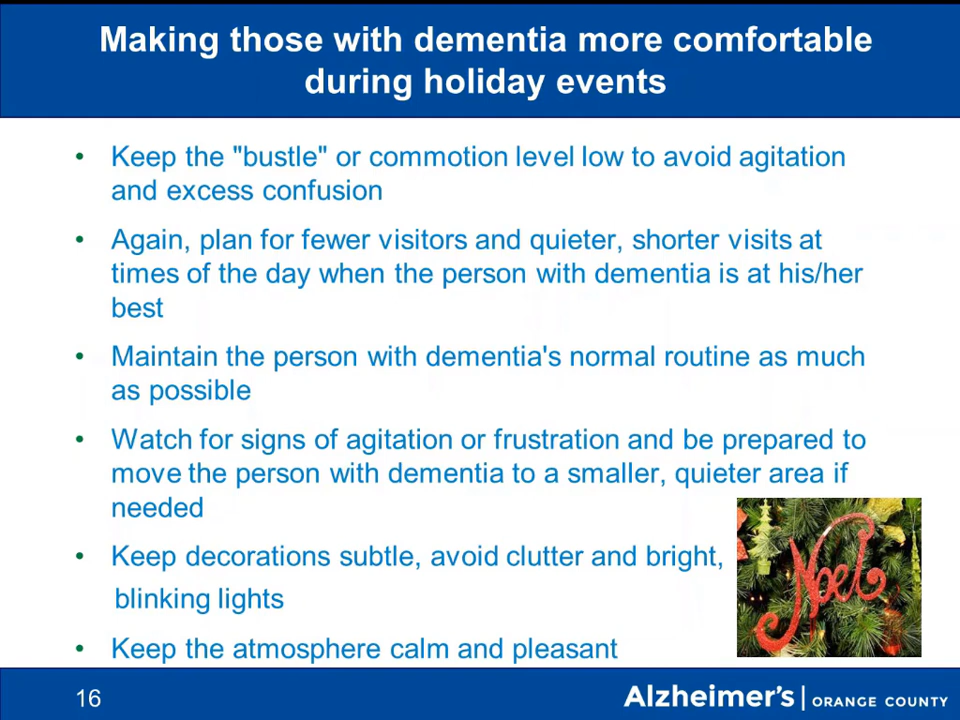 Making those with dementia more comfortable
during holiday events
• Keep the "bustle" or commotion level low to avoid agitation
and excess confusion
• Again, plan for fewer visitors and quieter, shorter visits at
times of the day when the person with dementia is at his/her
best
• Maintain the person with dementia's normal routine as much
as possible
• Watch for signs of agitation or frustration and be prepared to
move the person with dementia to a smaller, quieter area if
needed
• Keep decorations subtle, avoid clutter and bright,
blinking lights
Noel
• Keep the atmosphere calm and pleasant
16
Alzheimer's | ORANGE COUNTY